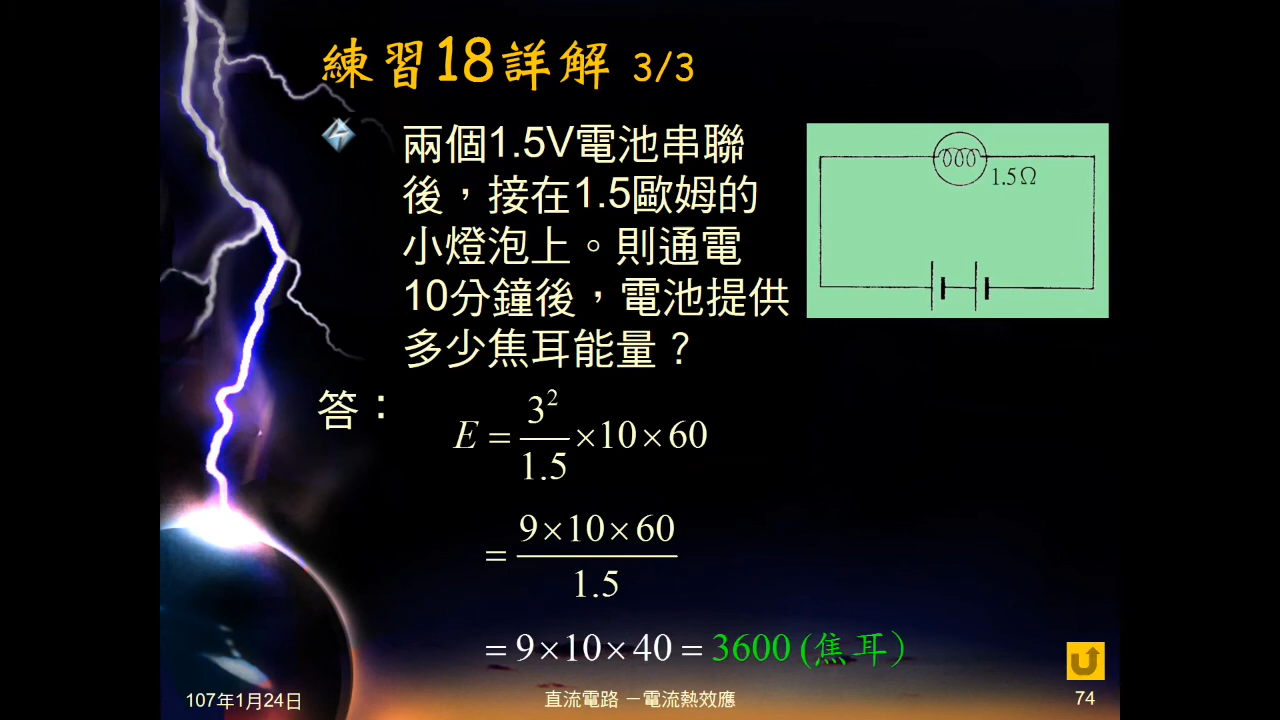 練習18詳解 3/3
兩個1.5V電池串聯
後，接在1.5歐姆的
小燈泡上。則通電
10分鐘後，電池提供
多少焦耳能量？
1.5Ω
答：
E = 3²/1.5 ×10×60
= 9×10×60/1.5
= 9×10×40 = 3600 (焦耳)
107年1月24日
直流電路 －電流熱效應
74